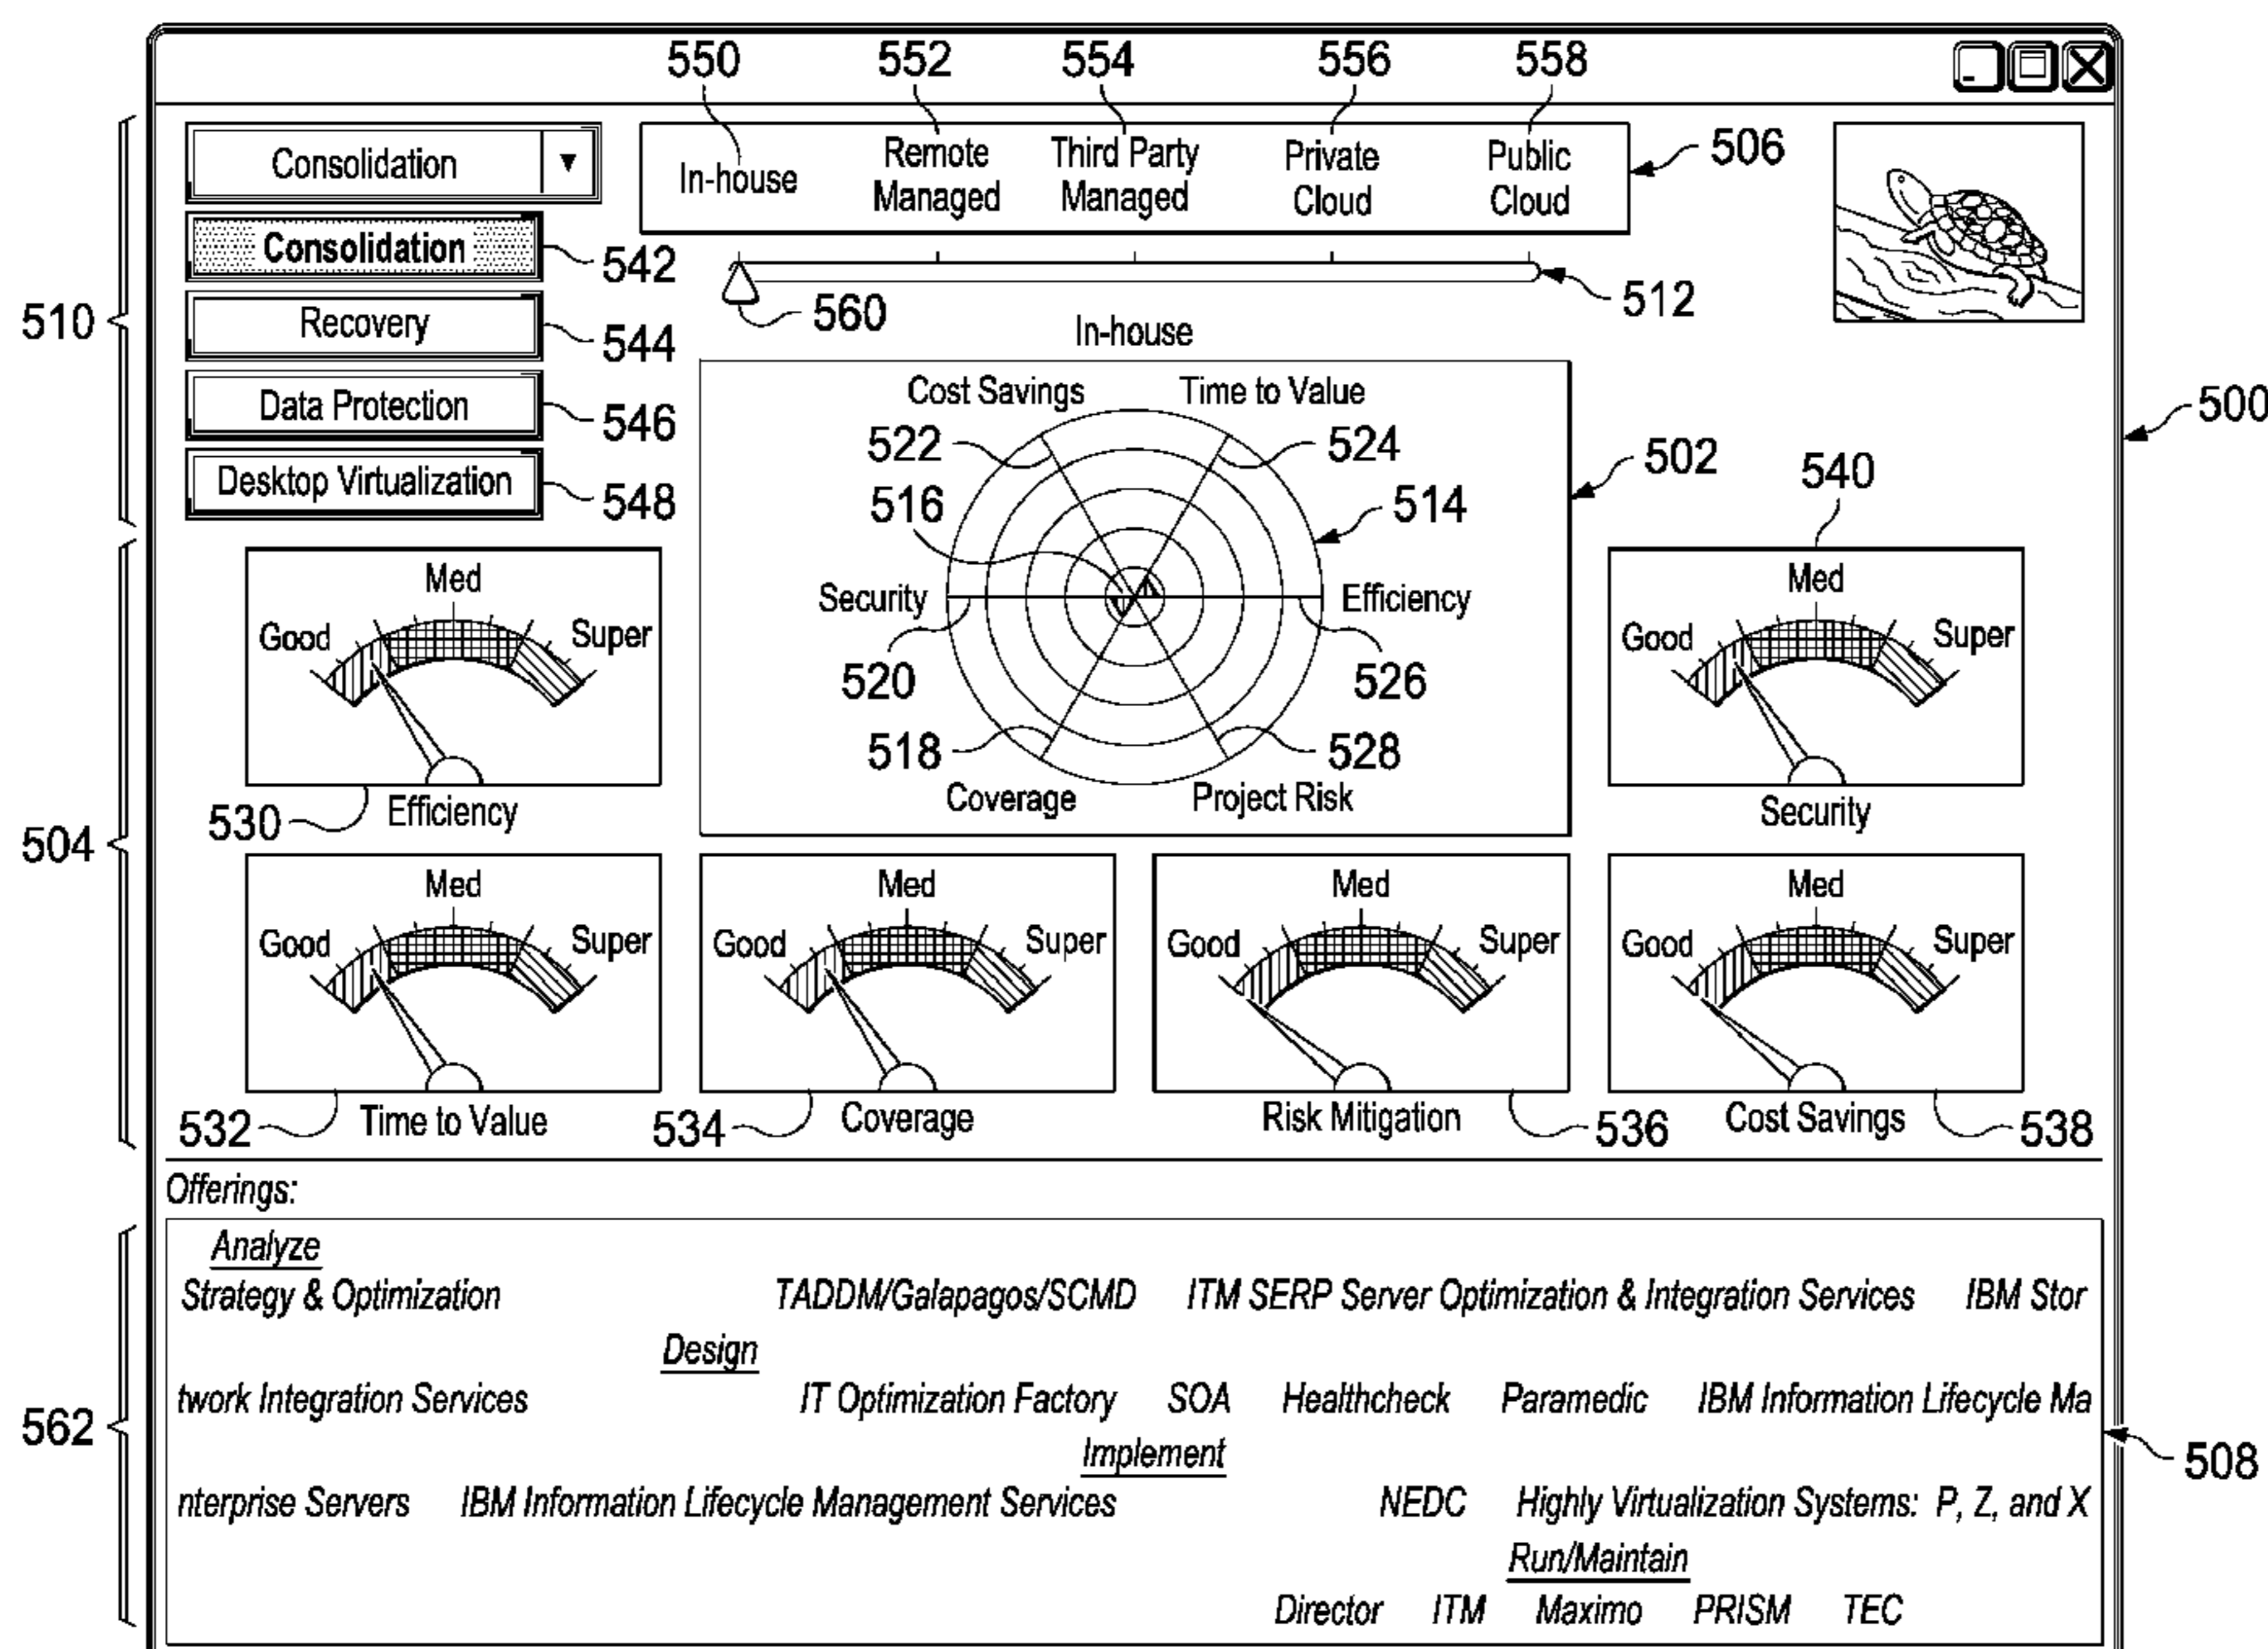 550 552 554 556 558
Consolidation ▼
In-house
Remote Managed
Third Party Managed
Private Cloud
Public Cloud
506
Consolidation 542
Recovery 544
Data Protection 546
Desktop Virtualization 548
510
560
512
In-house
500
Cost Savings Time to Value
522 524
516 514
502
540
Security Efficiency
520 526
518 528
Coverage Project Risk
Good Med Super
530 Efficiency
Good Med Super
Security
504
Good Med Super
Good Med Super
Good Med Super
Good Med Super
532 Time to Value
534 Coverage
Risk Mitigation 536
Cost Savings 538
Offerings:
Analyze
Strategy & Optimization TADDM/Galapagos/SCMD ITM SERP Server Optimization & Integration Services IBM Stor
Design
twork Integration Services IT Optimization Factory SOA Healthcheck Paramedic IBM Information Lifecycle Ma
562
Implement
508
nterprise Servers IBM Information Lifecycle Management Services NEDC Highly Virtualization Systems: P, Z, and X
Run/Maintain
Director ITM Maximo PRISM TEC